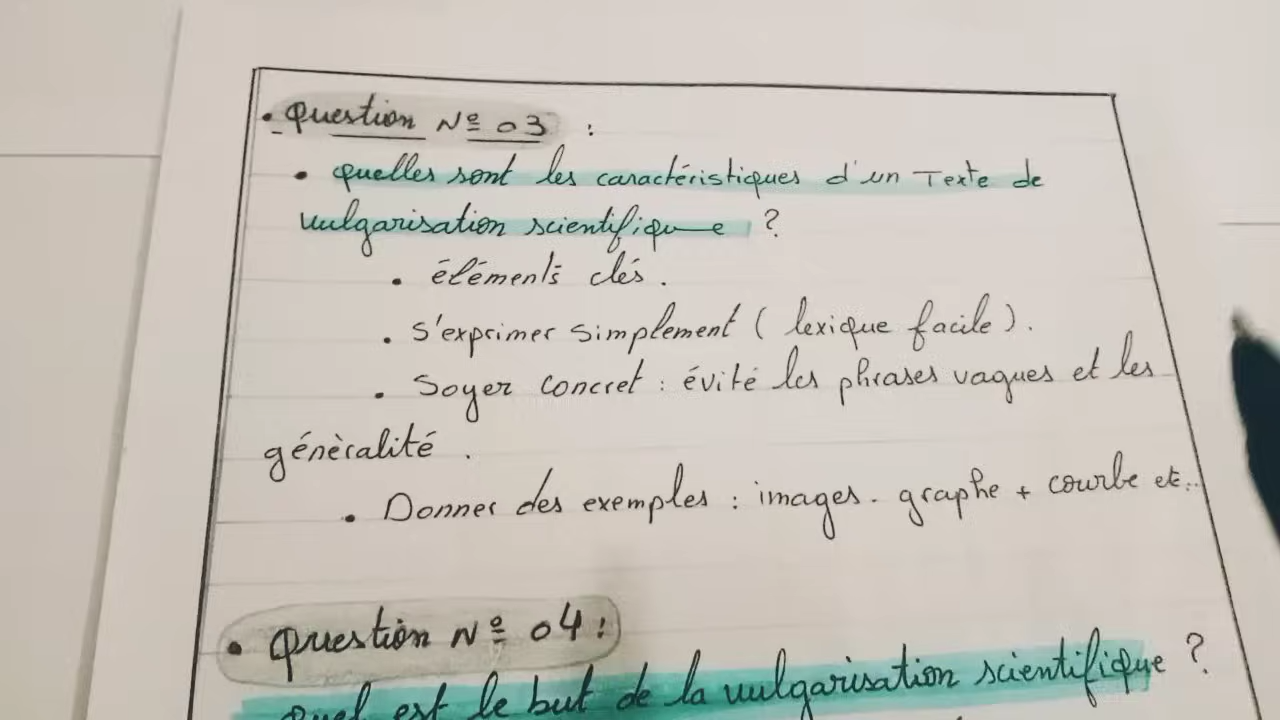 • Question Nº 03 :
• quelles sont les caractéristiques d'un Texte de
vulgarisation scientifique ?
• éléments clés.
• s'exprimer simplement ( lexique facile ).
• Soyer concret : évité les phrases vagues et les
généralité .
• Donner des exemples : images. graphe + courbe etc..
• Question Nº 04 :
quel est le but de la vulgarisation scientifique ?